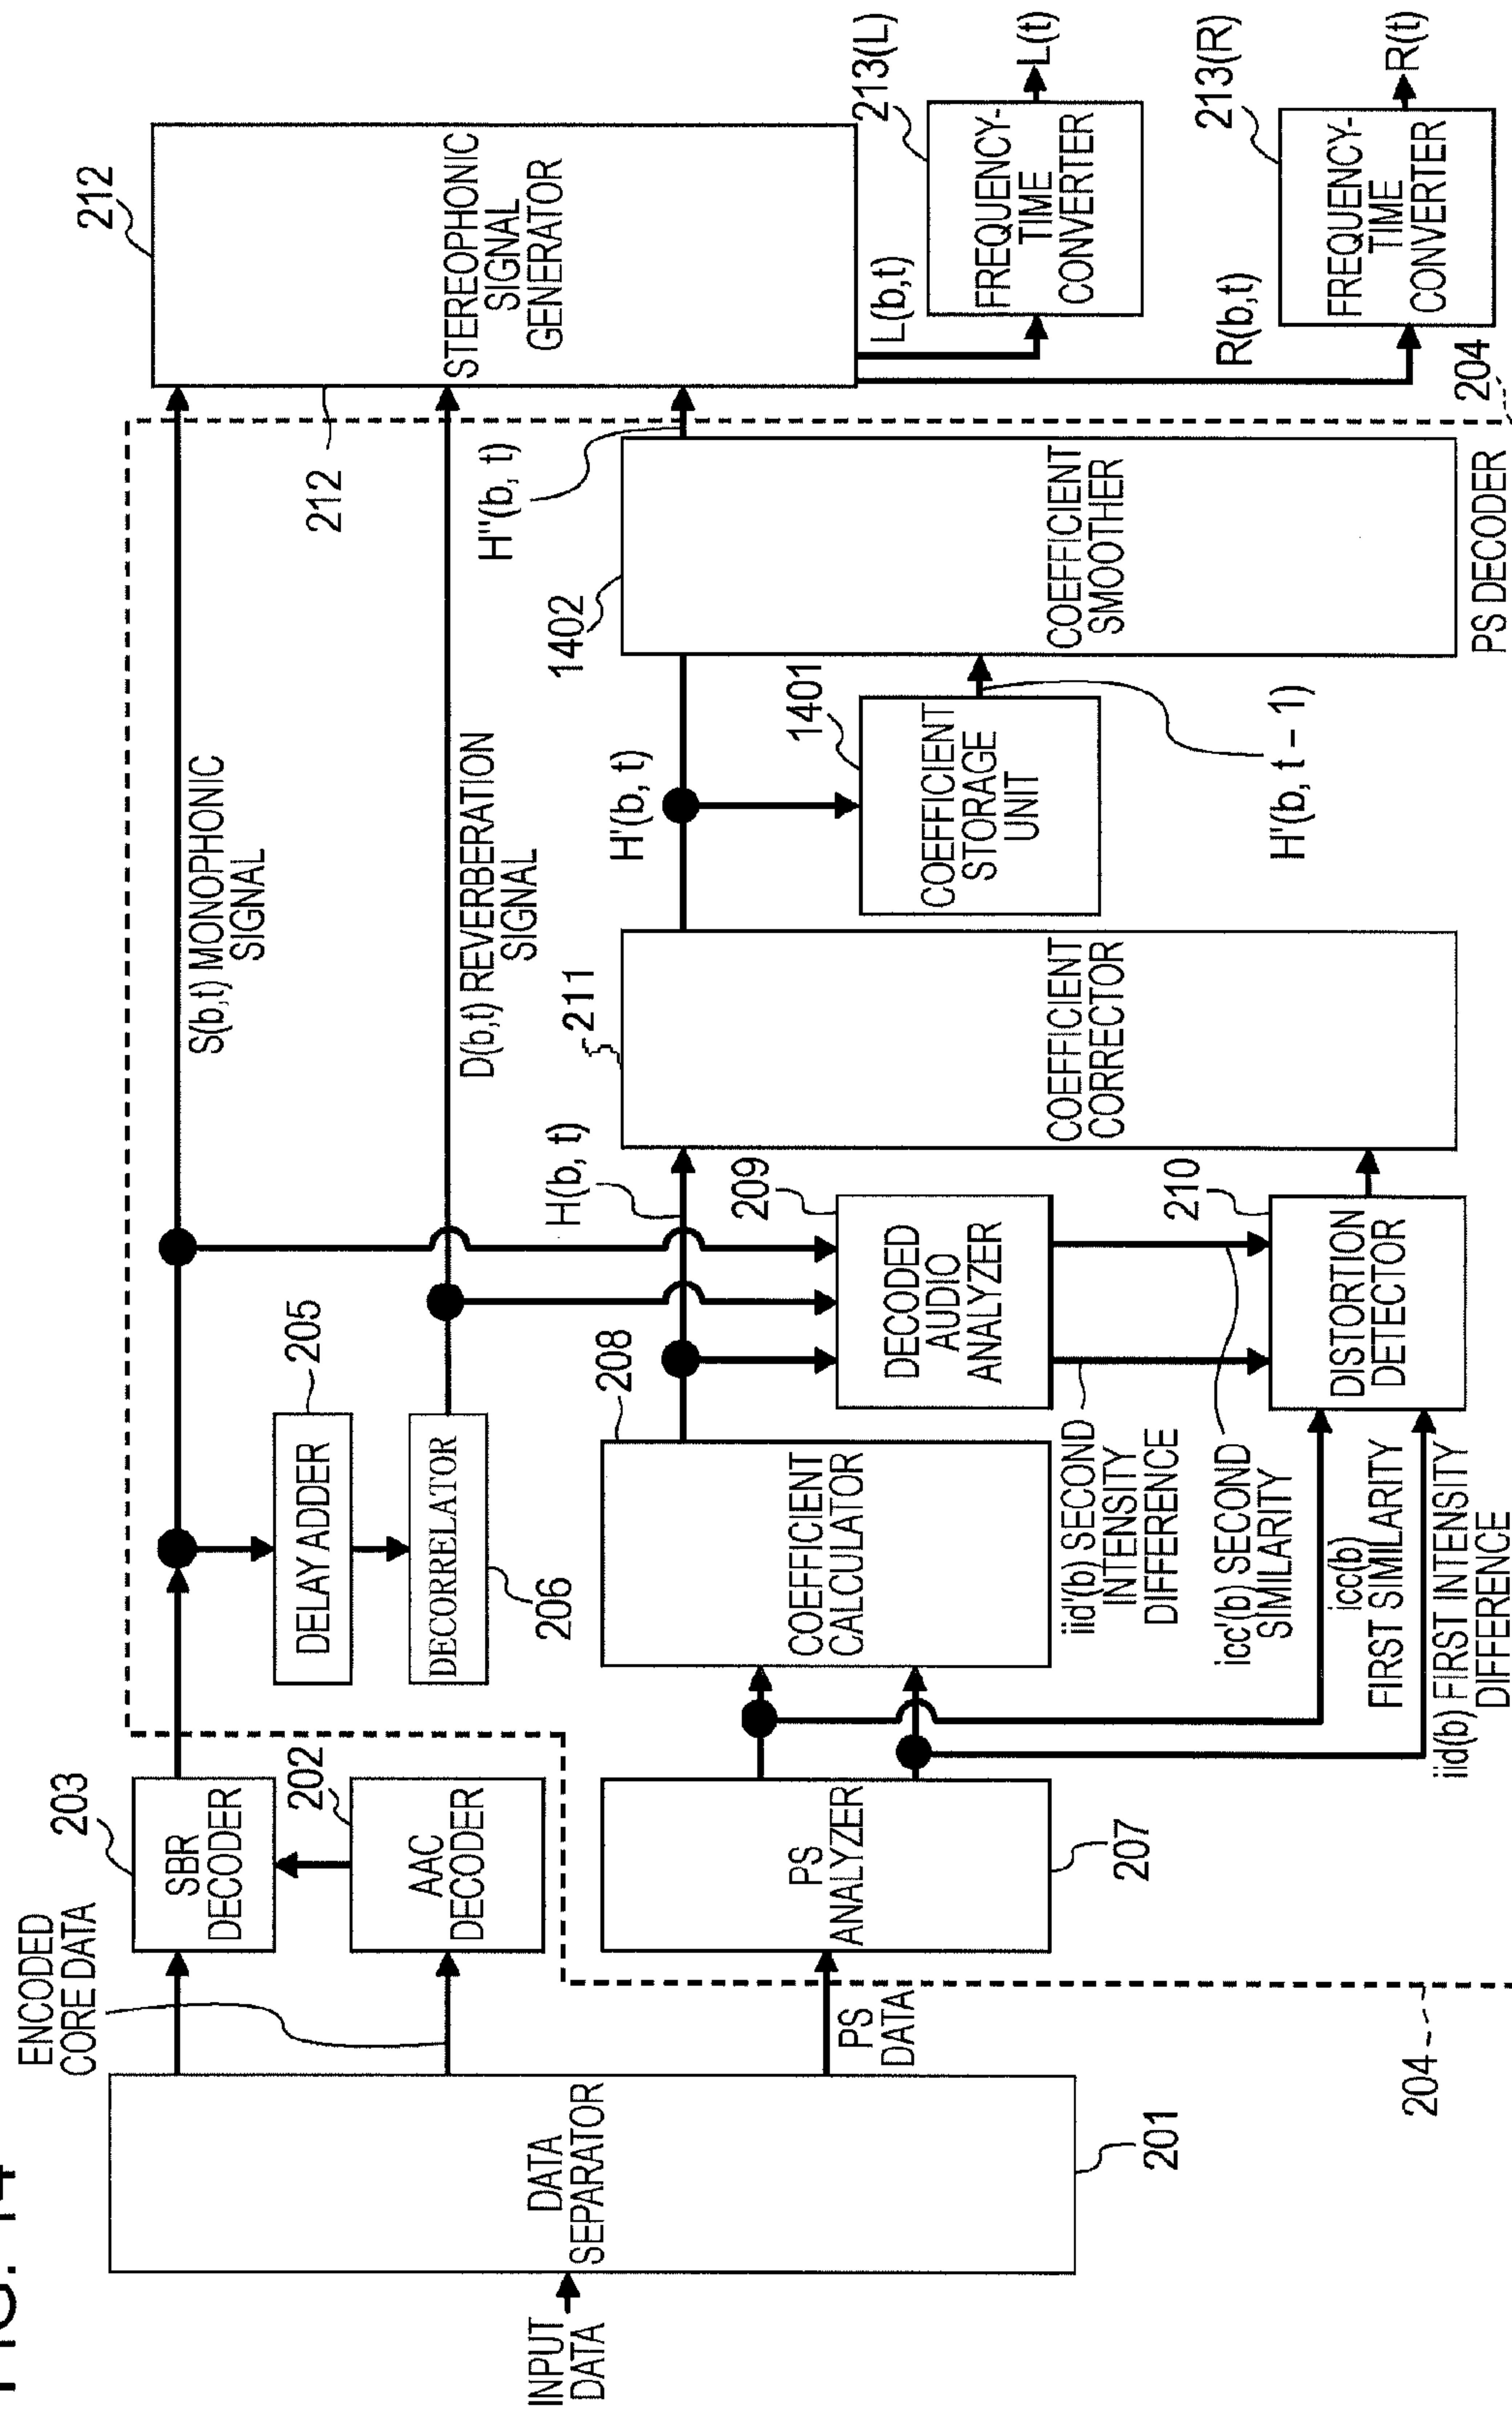 FIG. 14
INPUT
DATA
DATA
SEPARATOR
201
ENCODED
CORE DATA
PS
DATA
204
203
SBR
DECODER
202
AAC
DECODER
PS
ANALYZER
207
DELAY ADDER
205
DECORRELATOR
206
208
COEFFICIENT
CALCULATOR
iid'(b) SECOND
INTENSITY
DIFFERENCE
icc'(b) SECOND
SIMILARITY
icc(b)
FIRST SIMILARITY
iid(b) FIRST INTENSITY
DIFFERENCE
H(b, t)
209
DECODED
AUDIO
ANALYZER
210
DISTORTION
DETECTOR
S(b,t) MONOPHONIC
SIGNAL
D(b,t) REVERBERATION
SIGNAL
211
COEFFICIENT
CORRECTOR
H'(b, t)
1401
COEFFICIENT
STORAGE
UNIT
H'(b, t − 1)
1402
COEFFICIENT
SMOOTHER
PS DECODER
H''(b, t)
212
204
212
STEREOPHONIC
SIGNAL
GENERATOR
L(b,t)
R(b,t)
213(L)
FREQUENCY-
TIME
CONVERTER
L(t)
213(R)
FREQUENCY-
TIME
CONVERTER
R(t)